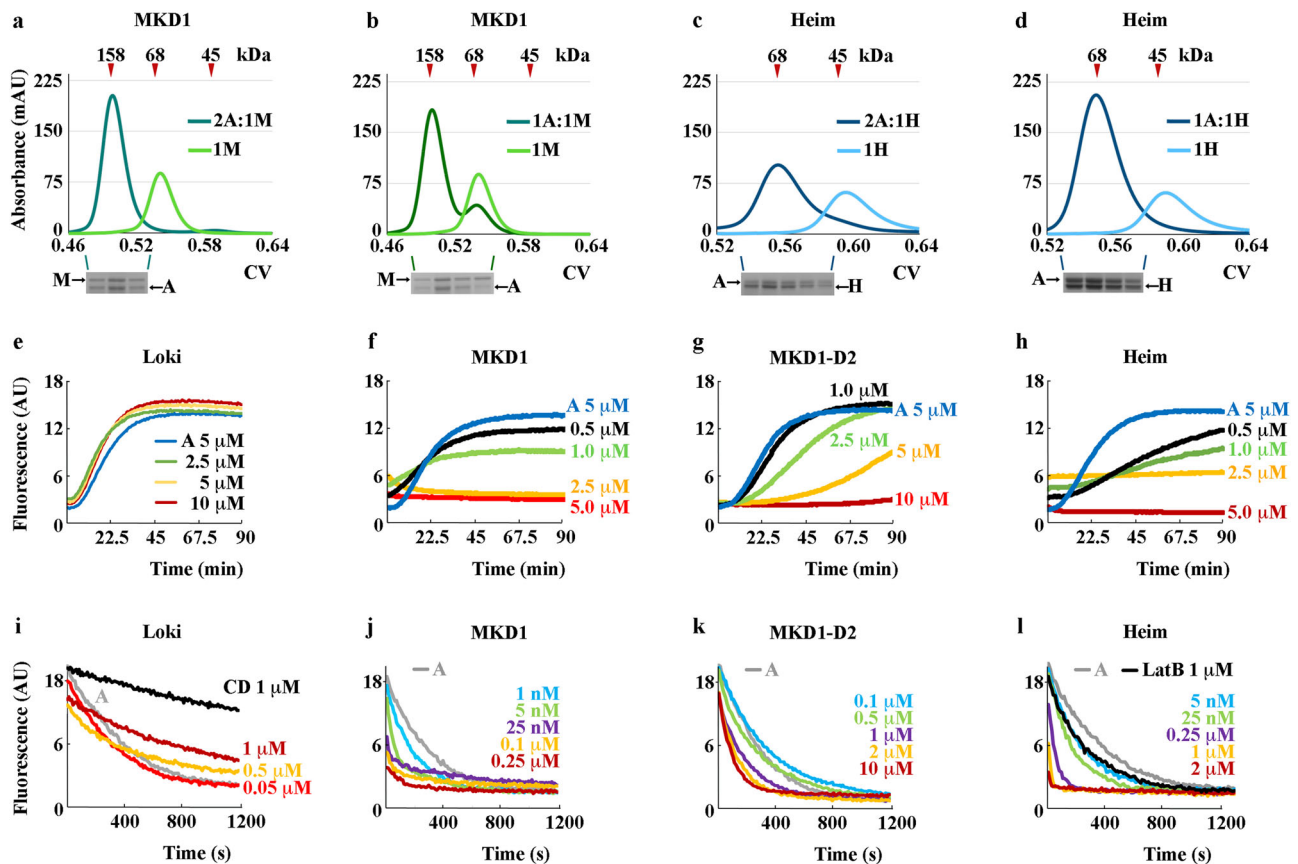 a MKD1
158 68 45 kDa
Absorbance (mAU)
225
150
75
0
2A:1M
1M
0.46 0.52 0.58 0.64
CV
M→ ←A
b MKD1
158 68 45 kDa
225
150
75
0
1A:1M
1M
0.46 0.52 0.58 0.64
CV
M→ ←A
c Heim
68 45 kDa
225
150
75
0
2A:1H
1H
0.52 0.56 0.60 0.64
CV
A→ ←H
d Heim
68 45 kDa
225
150
75
0
1A:1H
1H
0.52 0.56 0.60 0.64
CV
A→ ←H
e Loki
Fluorescence (AU)
18
12
6
0
A 5 μM
2.5 μM
5 μM
10 μM
22.5 45 67.5 90
Time (min)
f MKD1
18
12
6
0
A 5 μM
0.5 μM
1.0 μM
2.5 μM
5.0 μM
22.5 45 67.5 90
Time (min)
g MKD1-D2
18
12
6
0
1.0 μM
A 5 μM
2.5 μM
5 μM
10 μM
22.5 45 67.5 90
Time (min)
h Heim
18
12
6
0
A 5 μM
0.5 μM
1.0 μM
2.5 μM
5.0 μM
22.5 45 67.5 90
Time (min)
i Loki
Fluorescence (AU)
18
6
0
A
CD 1 μM
1 μM
0.5 μM
0.05 μM
400 800 1200
Time (s)
j MKD1
18
6
0
A
1 nM
5 nM
25 nM
0.1 μM
0.25 μM
400 800 1200
Time (s)
k MKD1-D2
18
6
0
A
0.1 μM
0.5 μM
1 μM
2 μM
10 μM
400 800 1200
Time (s)
l Heim
18
6
0
A LatB 1 μM
5 nM
25 nM
0.25 μM
1 μM
2 μM
400 800 1200
Time (s)